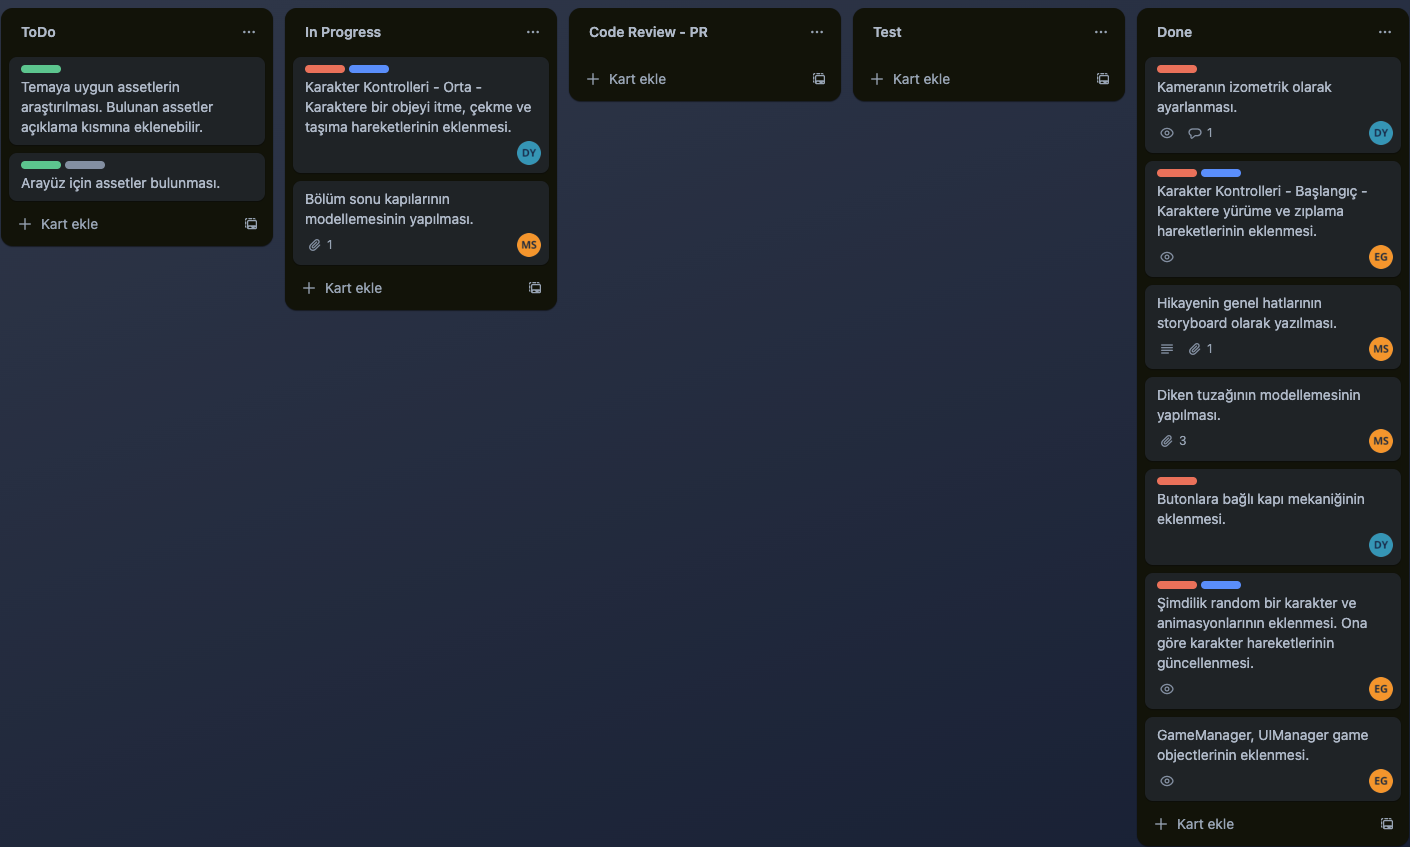 ToDo
Temaya uygun assetlerin
araştırılması. Bulunan assetler
açıklama kısmına eklenebilir.
Arayüz için assetler bulunması.
Kart ekle
In Progress
Karakter Kontrolleri - Orta -
Karaktere bir objeyi itme, çekme ve
taşıma hareketlerinin eklenmesi.
DY
Bölüm sonu kapılarının
modellemesinin yapılması.
1
MS
Kart ekle
Code Review - PR
Kart ekle
Test
Kart ekle
Done
Kameranın izometrik olarak
ayarlanması.
1
DY
Karakter Kontrolleri - Başlangıç -
Karaktere yürüme ve zıplama
hareketlerinin eklenmesi.
EG
Hikayenin genel hatlarının
storyboard olarak yazılması.
1
MS
Diken tuzağının modellemesinin
yapılması.
3
MS
Butonlara bağlı kapı mekaniğinin
eklenmesi.
DY
Şimdilik random bir karakter ve
animasyonlarının eklenmesi. Ona
göre karakter hareketlerinin
güncellenmesi.
EG
GameManager, UIManager game
objectlerinin eklenmesi.
EG
Kart ekle